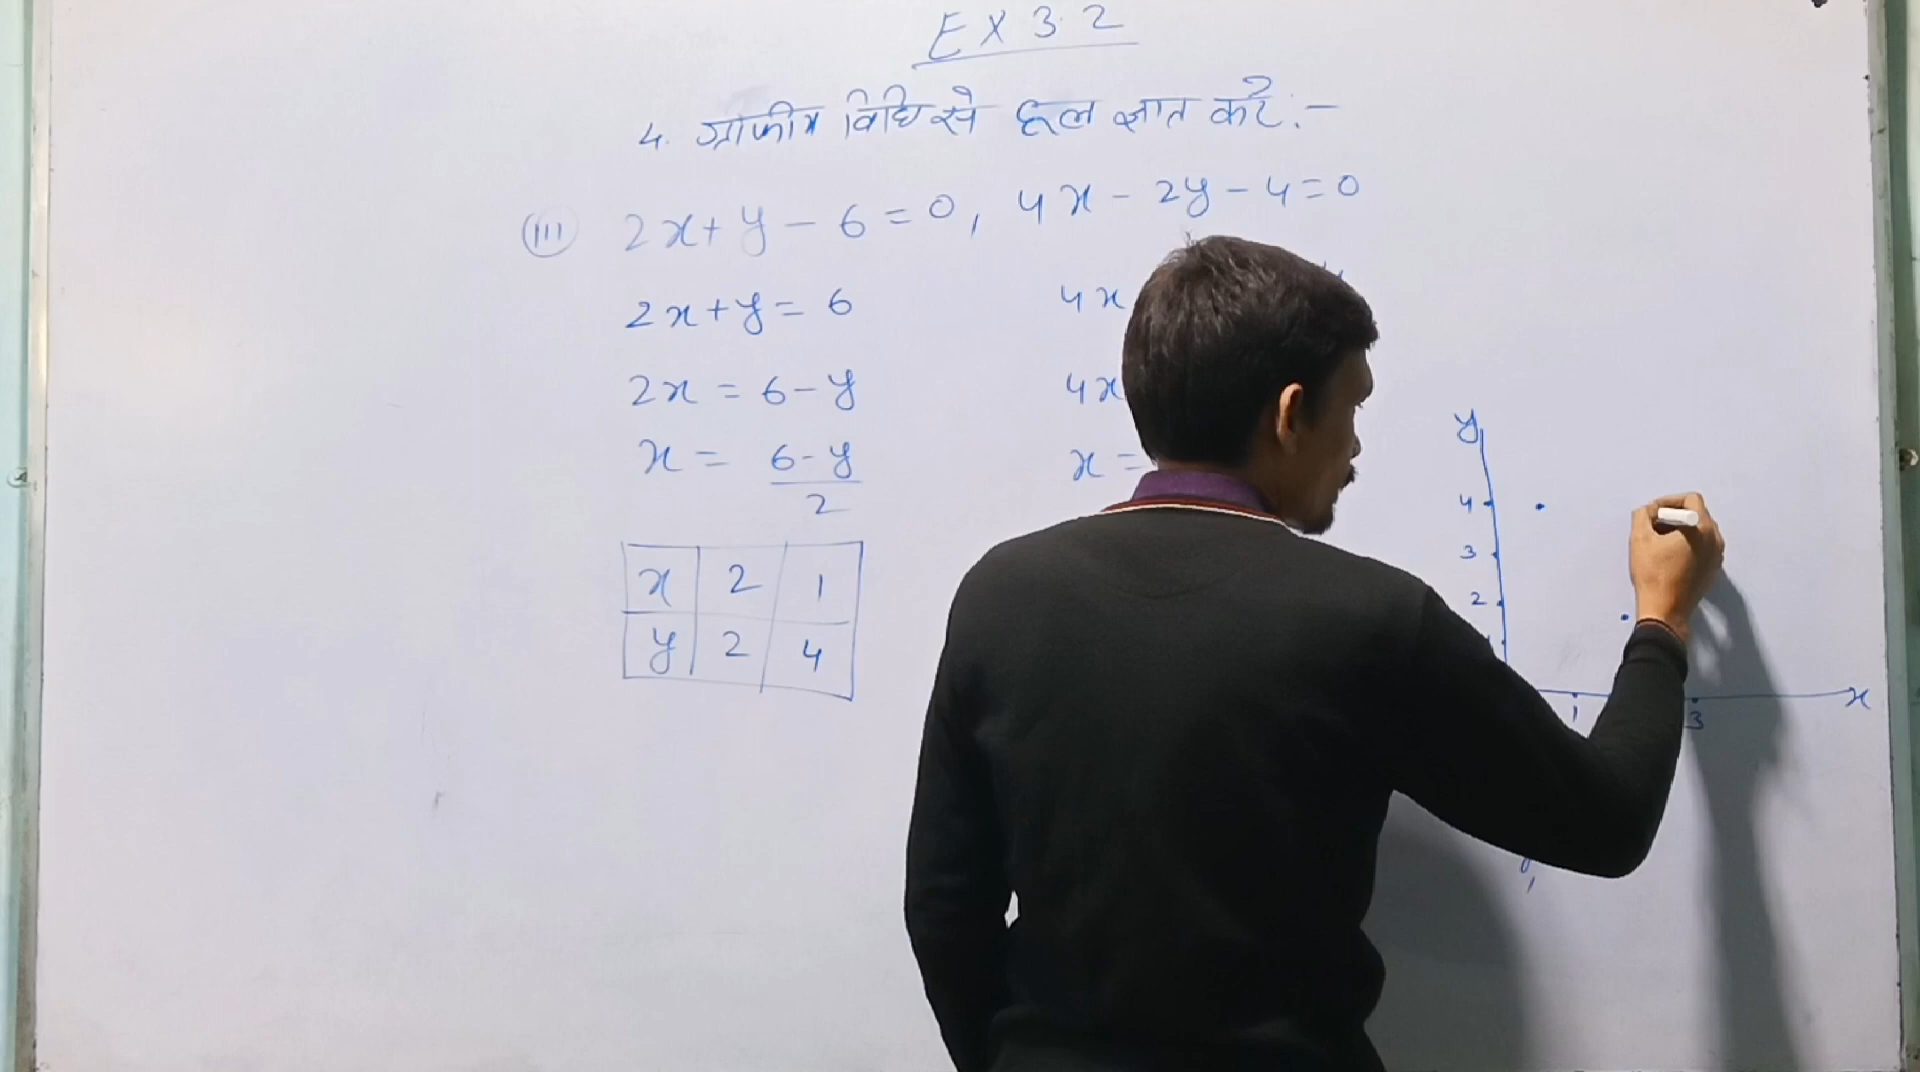 EX 3.2
4. ग्राफीय विधि से हल ज्ञात करें :-
(iii) 2x + y - 6 = 0, 4x - 2y - 4 = 0
2x + y = 6
4x
2x = 6 - y
4x
x = 6 - y / 2
x =
x 2 1
y 2 4
y
4
3
2
1 3 x